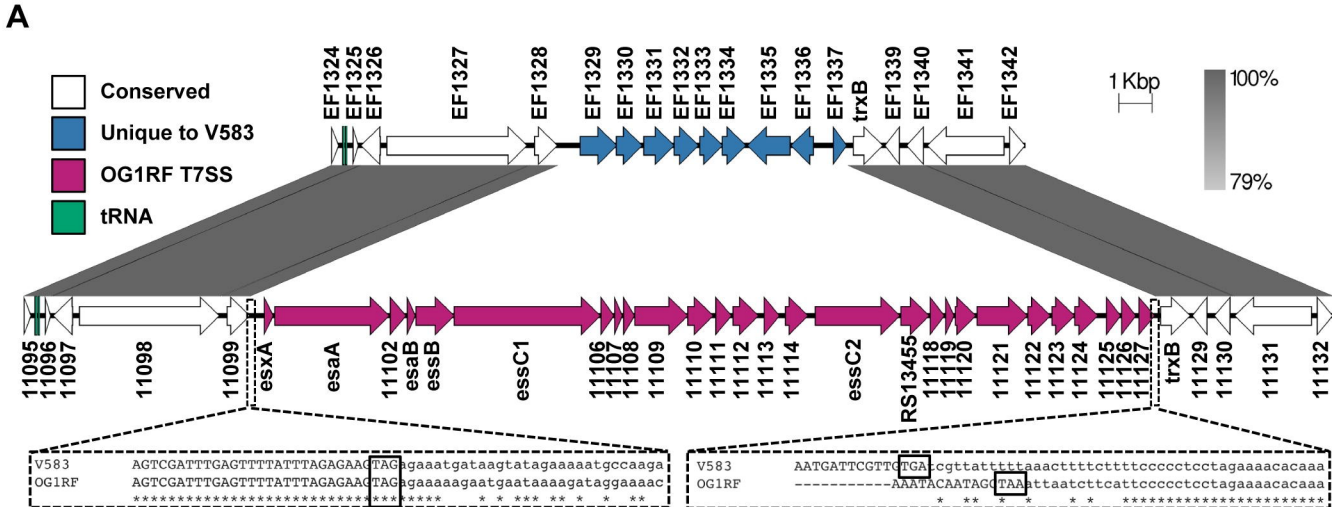 A
EF1324
EF1325
EF1326
EF1327
EF1328
EF1329
EF1330
EF1331
EF1332
EF1333
EF1334
EF1335
EF1336
EF1337
trxB
EF1339
EF1340
EF1341
EF1342
Conserved
Unique to V583
OG1RF T7SS
tRNA
1 Kbp
100%
79%
11095
11096
11097
11098
11099
esxA
esaA
11102
esaB
essB
essC1
11106
11107
11108
11109
11110
11111
11112
11113
11114
essC2
RS13455
11118
11119
11120
11121
11122
11123
11124
11125
11126
11127
trxB
11129
11130
11131
11132
V583 AGTCGATTTGAGTTTTATTTAGAGAAGTAGagaaatgataagtatagaaaaatgccaaga
OG1RF AGTCGATTTGAGTTTTATTTAGAGAAGTAGagaaaaagaatgaataaaagataggaaaac
********************************** * * *** ** * * **
V583 AATGATTCGTTGTGAtcgttatttttaaacttttcttttcccccctcctagaaaacacaaa
OG1RF ------------AAATACAATAGCTAAattaatcttcattcccccctcctagaaaacacaaa
* ** * * * **********************